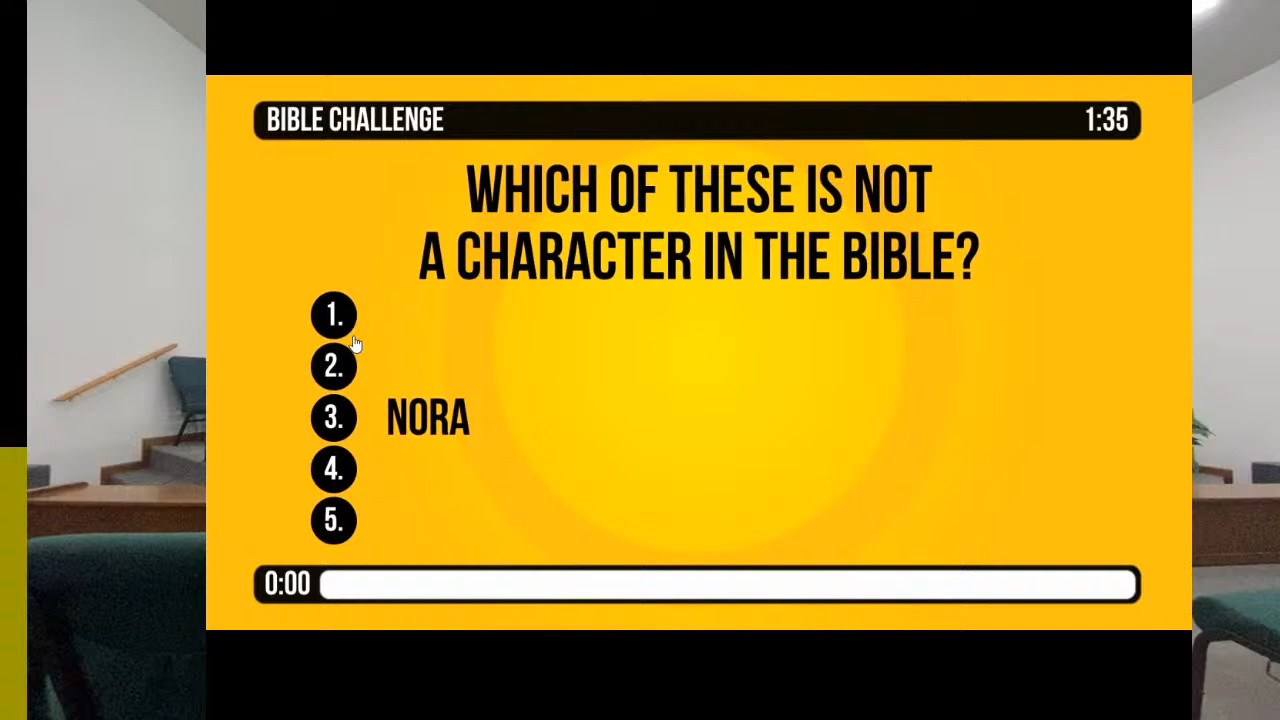 BIBLE CHALLENGE 1:35
WHICH OF THESE IS NOT
A CHARACTER IN THE BIBLE?
1.
2.
3. NORA
4.
5.
0:00